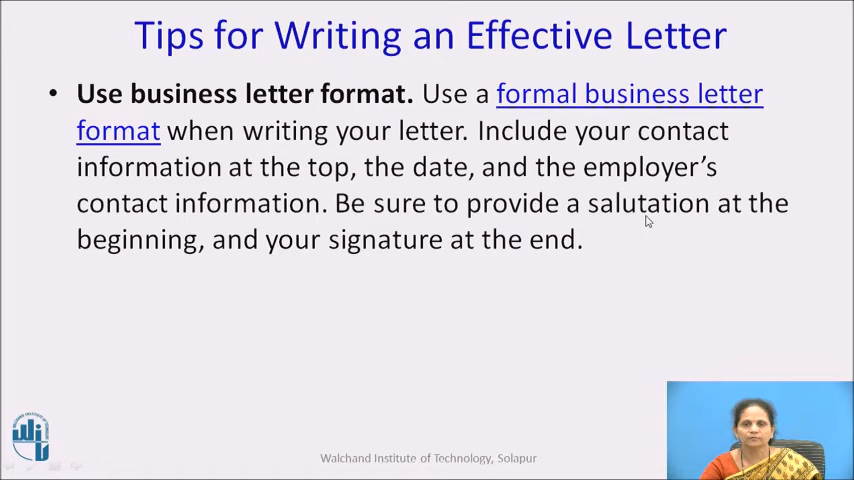 Tips for Writing an Effective Letter
• Use business letter format. Use a formal business letter
format when writing your letter. Include your contact
information at the top, the date, and the employer's
contact information. Be sure to provide a salutation at the
beginning, and your signature at the end.
Walchand Institute of Technology, Solapur